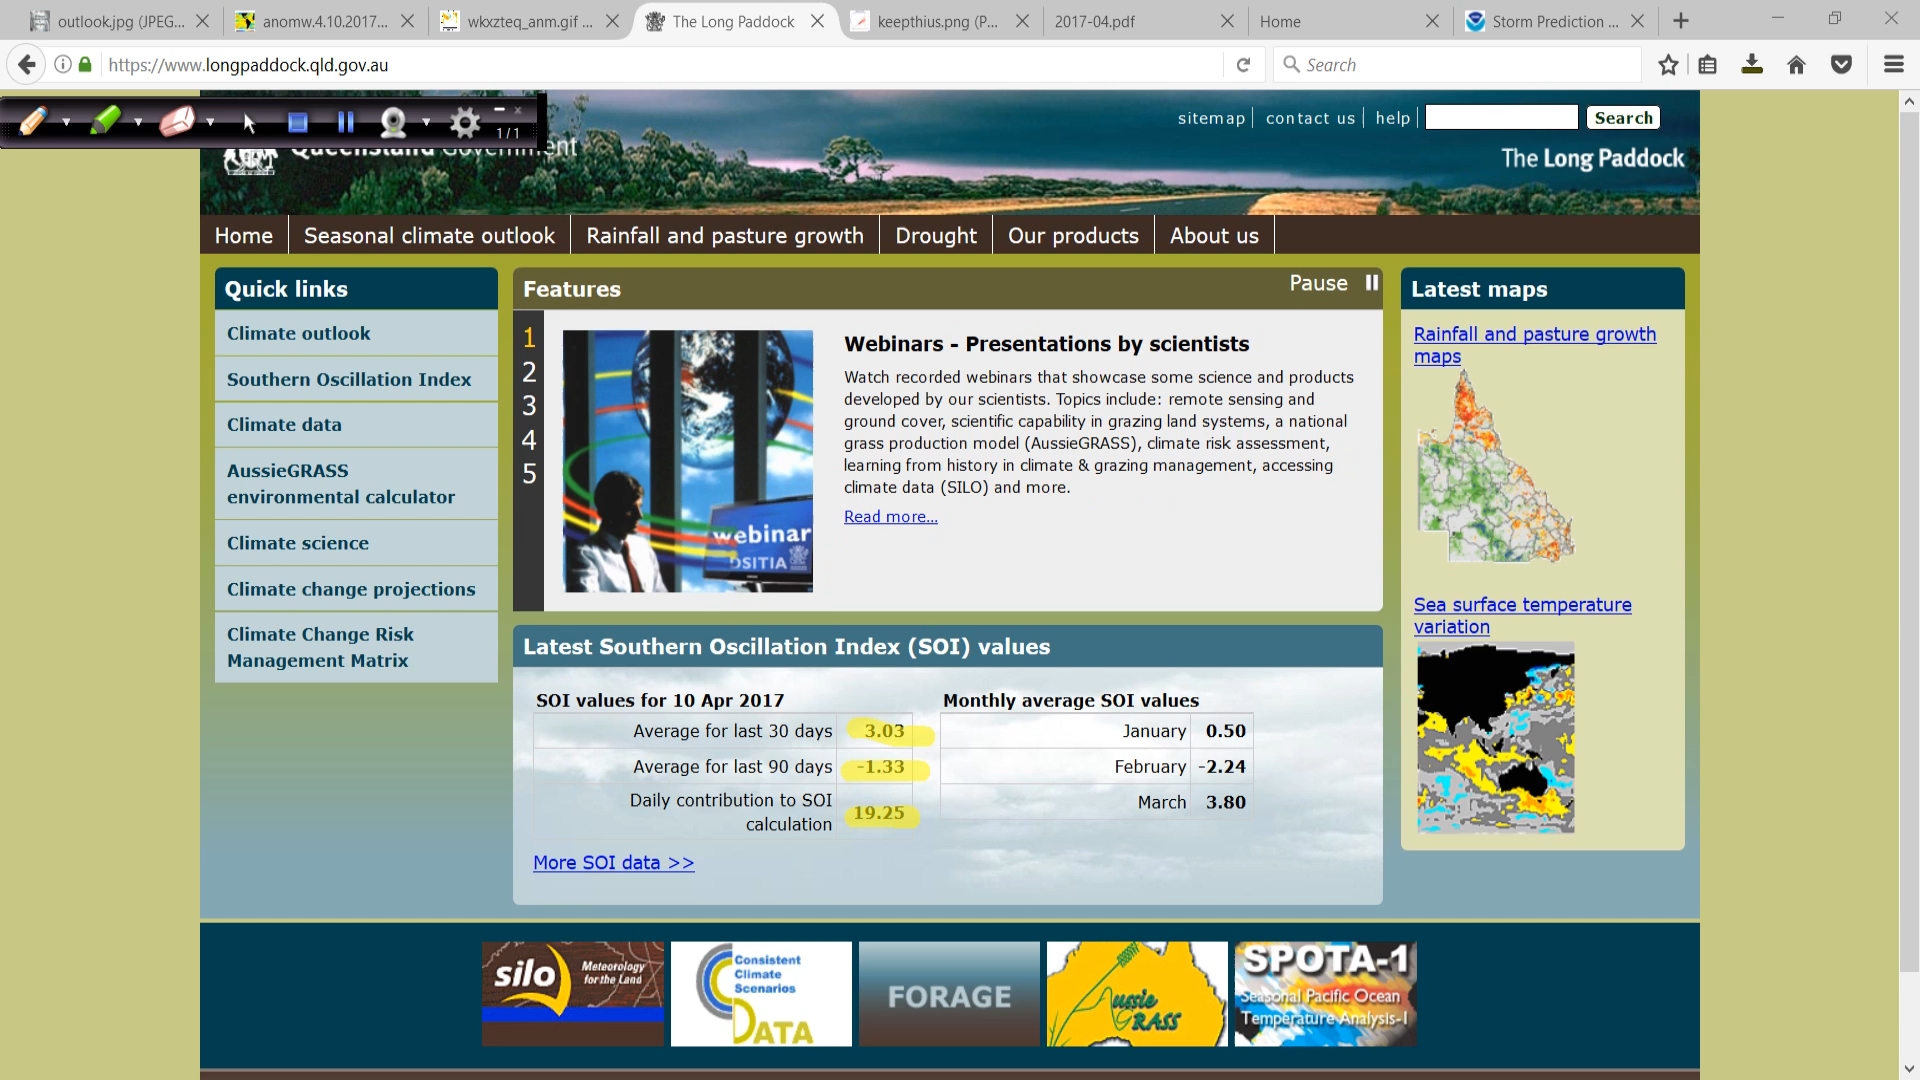 outlook.jpg (JPEG...
anomw.4.10.2017...
wkxzteq_anm.gif ...
The Long Paddock
keepthius.png (P...
2017-04.pdf
Home
Storm Prediction ...
https://www.longpaddock.qld.gov.au
Search
1/1
Queensland Government
sitemap
contact us
help
Search
The Long Paddock
Home
Seasonal climate outlook
Rainfall and pasture growth
Drought
Our products
About us
Quick links
Climate outlook
Southern Oscillation Index
Climate data
AussieGRASS
environmental calculator
Climate science
Climate change projections
Climate Change Risk
Management Matrix
Features
Pause
1
2
3
4
5
webinar
DSITIA
Webinars - Presentations by scientists
Watch recorded webinars that showcase some science and products
developed by our scientists. Topics include: remote sensing and
ground cover, scientific capability in grazing land systems, a national
grass production model (AussieGRASS), climate risk assessment,
learning from history in climate & grazing management, accessing
climate data (SILO) and more.
Read more...
Latest Southern Oscillation Index (SOI) values
SOI values for 10 Apr 2017
Average for last 30 days 3.03
Average for last 90 days -1.33
Daily contribution to SOI
calculation 19.25
Monthly average SOI values
January 0.50
February -2.24
March 3.80
More SOI data >>
Latest maps
Rainfall and pasture growth
maps
Sea surface temperature
variation
silo Meteorology
for the Land
Consistent
Climate
Scenarios
DATA
FORAGE
Aussie
GRASS
SPOTA-1
Seasonal Pacific Ocean
Temperature Analysis-1